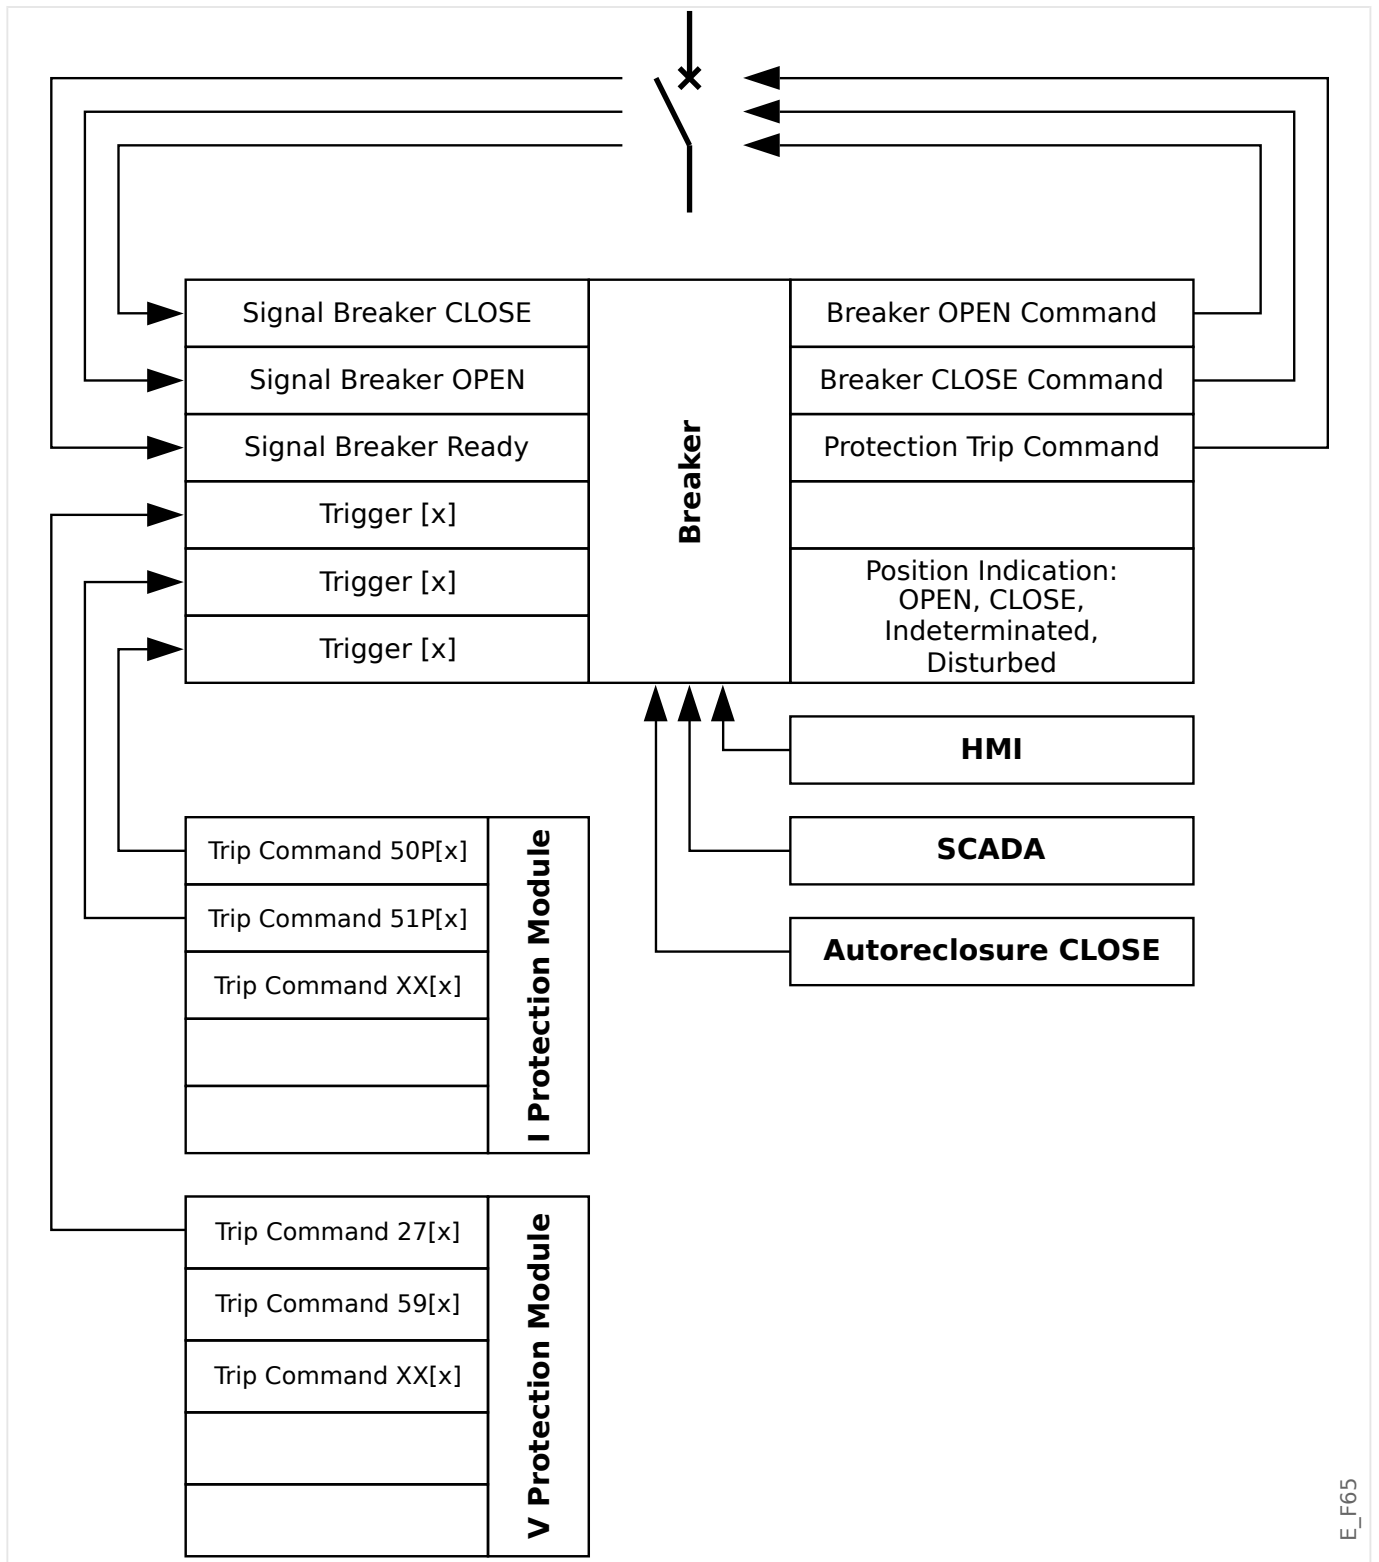 Signal Breaker CLOSE
Signal Breaker OPEN
Signal Breaker Ready
Trigger [x]
Trigger [x]
Trigger [x]
Breaker
Breaker OPEN Command
Breaker CLOSE Command
Protection Trip Command
Position Indication:
OPEN, CLOSE,
Indeterminated,
Disturbed
HMI
SCADA
Autoreclosure CLOSE
Trip Command 50P[x]
Trip Command 51P[x]
Trip Command XX[x]
I Protection Module
Trip Command 27[x]
Trip Command 59[x]
Trip Command XX[x]
V Protection Module
E_F65